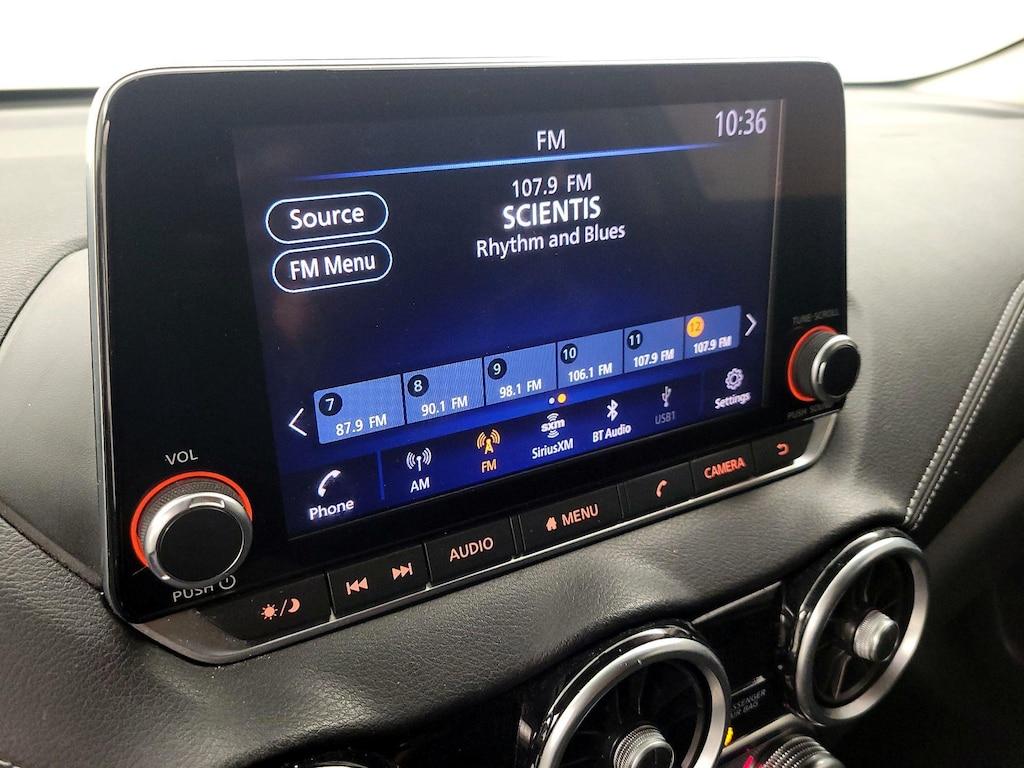 10:36
FM
107.9 FM
SCIENTIS
Rhythm and Blues
Source
FM Menu
7
87.9 FM
8
90.1 FM
9
98.1 FM
10
106.1 FM
11
107.9 FM
12
107.9 FM
Phone
AM
FM
sxm
SiriusXM
BT Audio
USB1
Settings
VOL
PUSH
TUNE·SCROLL
PUSH
AUDIO
MENU
CAMERA